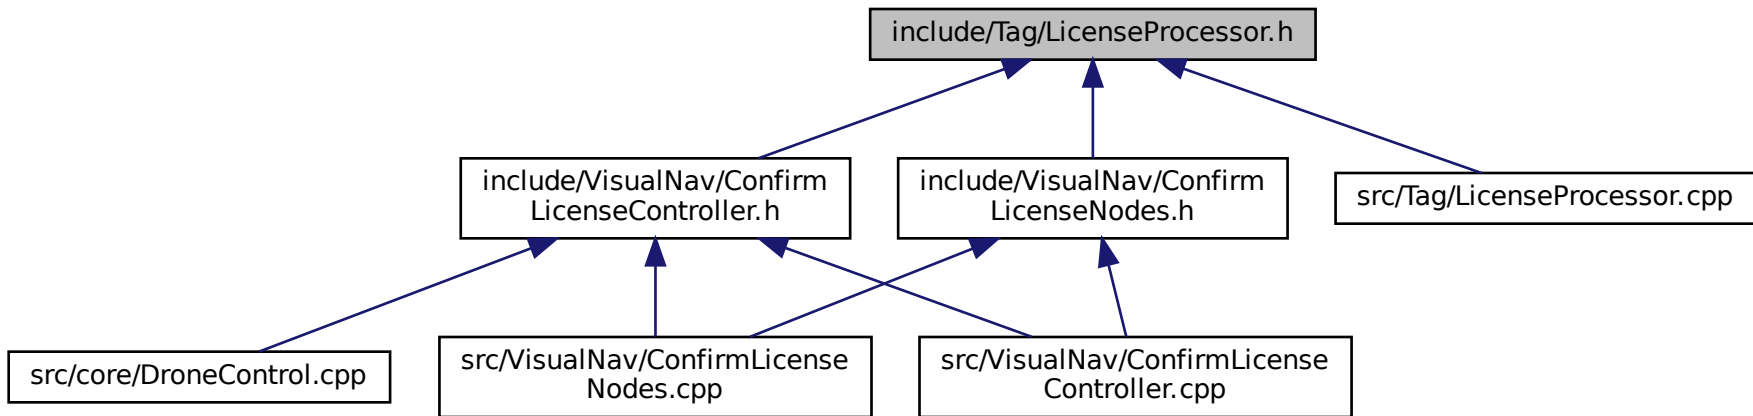 include/Tag/LicenseProcessor.h
include/VisualNav/Confirm
LicenseController.h
include/VisualNav/Confirm
LicenseNodes.h
src/Tag/LicenseProcessor.cpp
src/core/DroneControl.cpp
src/VisualNav/ConfirmLicense
Nodes.cpp
src/VisualNav/ConfirmLicense
Controller.cpp